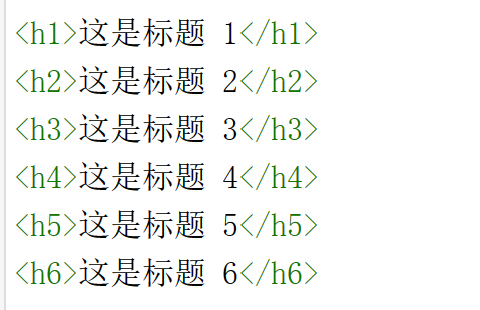 <h1>这是标题 1</h1>
<h2>这是标题 2</h2>
<h3>这是标题 3</h3>
<h4>这是标题 4</h4>
<h5>这是标题 5</h5>
<h6>这是标题 6</h6>